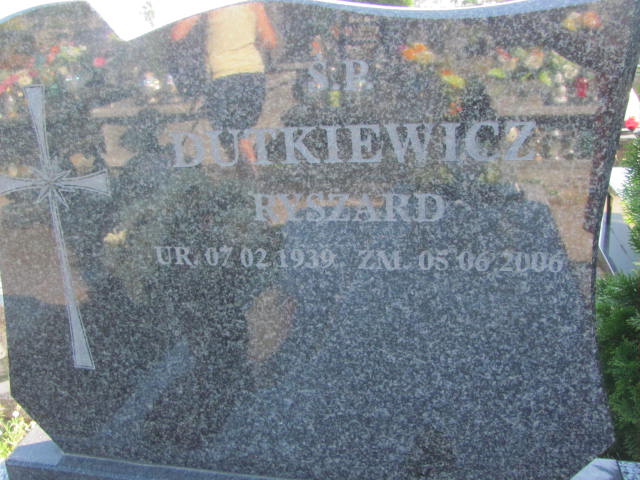 Ś.P.
DUTKIEWICZ
RYSZARD
UR. 07 02 1939 ZM. 05 06 2006